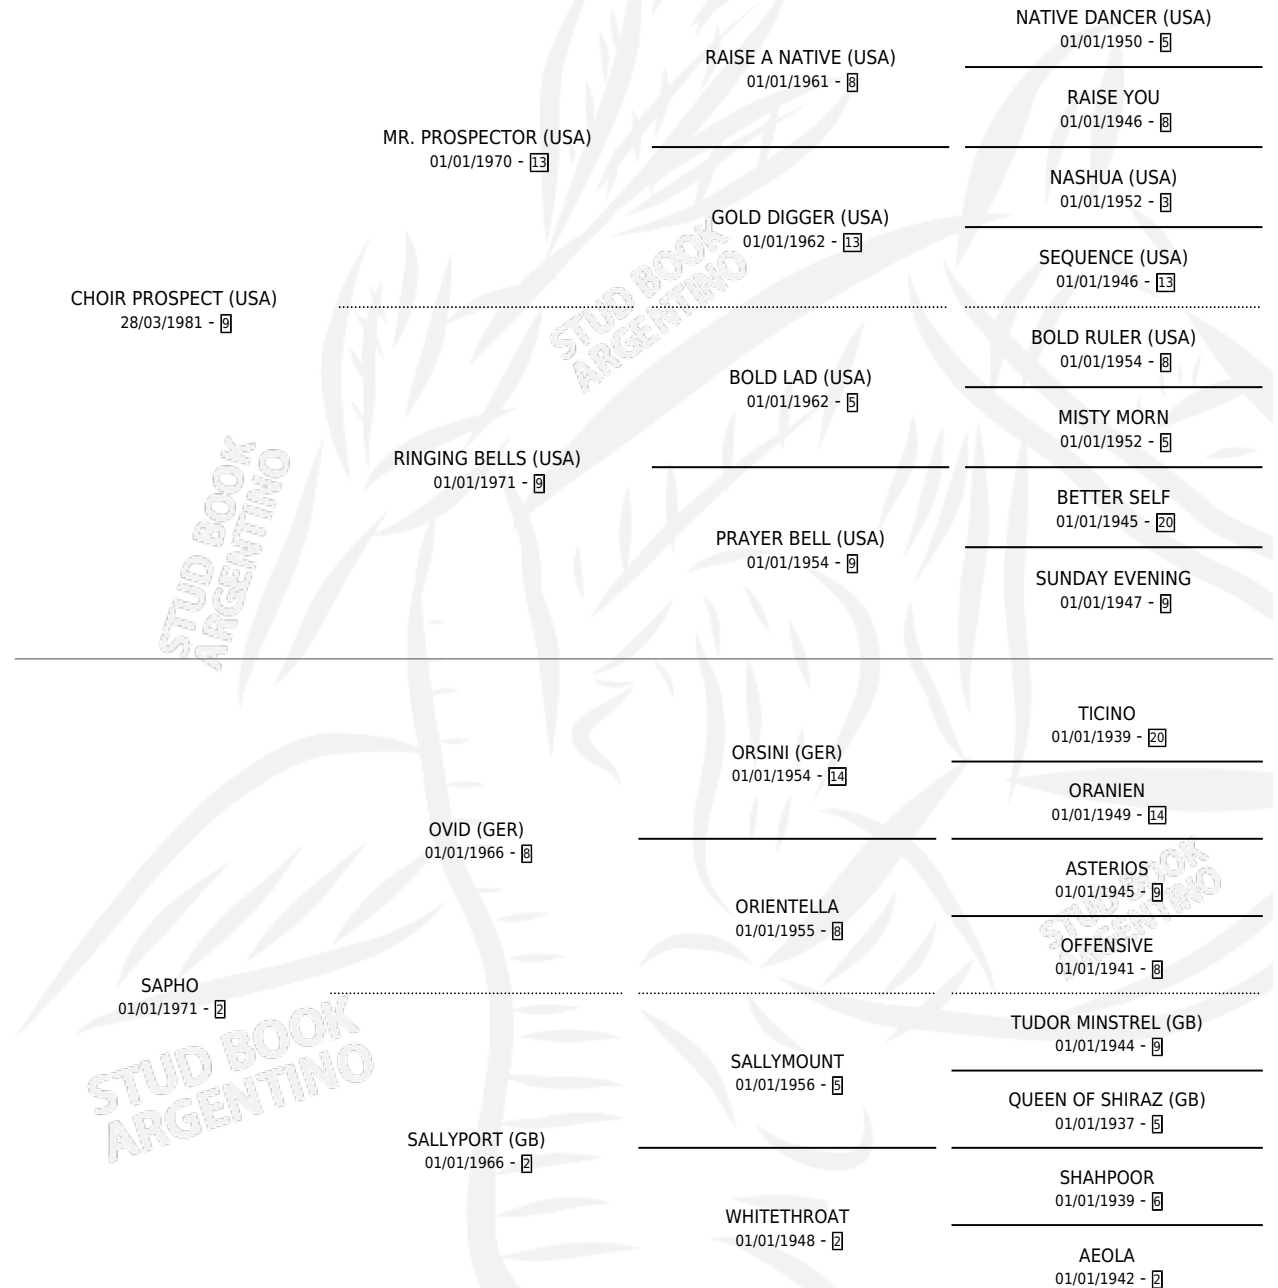 NATIVE DANCER (USA)
01/01/1950 - 5
RAISE A NATIVE (USA)
01/01/1961 - 8
RAISE YOU
01/01/1946 - 8
MR. PROSPECTOR (USA)
01/01/1970 - 13
NASHUA (USA)
01/01/1952 - 3
GOLD DIGGER (USA)
01/01/1962 - 13
SEQUENCE (USA)
01/01/1946 - 13
CHOIR PROSPECT (USA)
28/03/1981 - 9
STUD BOOK
ARGENTINO
BOLD RULER (USA)
01/01/1954 - 8
BOLD LAD (USA)
01/01/1962 - 5
MISTY MORN
01/01/1952 - 5
RINGING BELLS (USA)
01/01/1971 - 9
STUD BOOK
ARGENTINO
BETTER SELF
01/01/1945 - 20
PRAYER BELL (USA)
01/01/1954 - 9
SUNDAY EVENING
01/01/1947 - 9
TICINO
01/01/1939 - 20
ORSINI (GER)
01/01/1954 - 14
ORANIEN
01/01/1949 - 14
OVID (GER)
01/01/1966 - 8
ASTERIOS
01/01/1945 - 9
ORIENTELLA
01/01/1955 - 8
STUD BOOK
ARGENTINO
OFFENSIVE
01/01/1941 - 8
SAPHO
01/01/1971 - 2
STUD BOOK
ARGENTINO
TUDOR MINSTREL (GB)
01/01/1944 - 9
SALLYMOUNT
01/01/1956 - 5
QUEEN OF SHIRAZ (GB)
01/01/1937 - 5
SALLYPORT (GB)
01/01/1966 - 2
SHAHPOOR
01/01/1939 - 6
WHITETHROAT
01/01/1948 - 2
AEOLA
01/01/1942 - 2